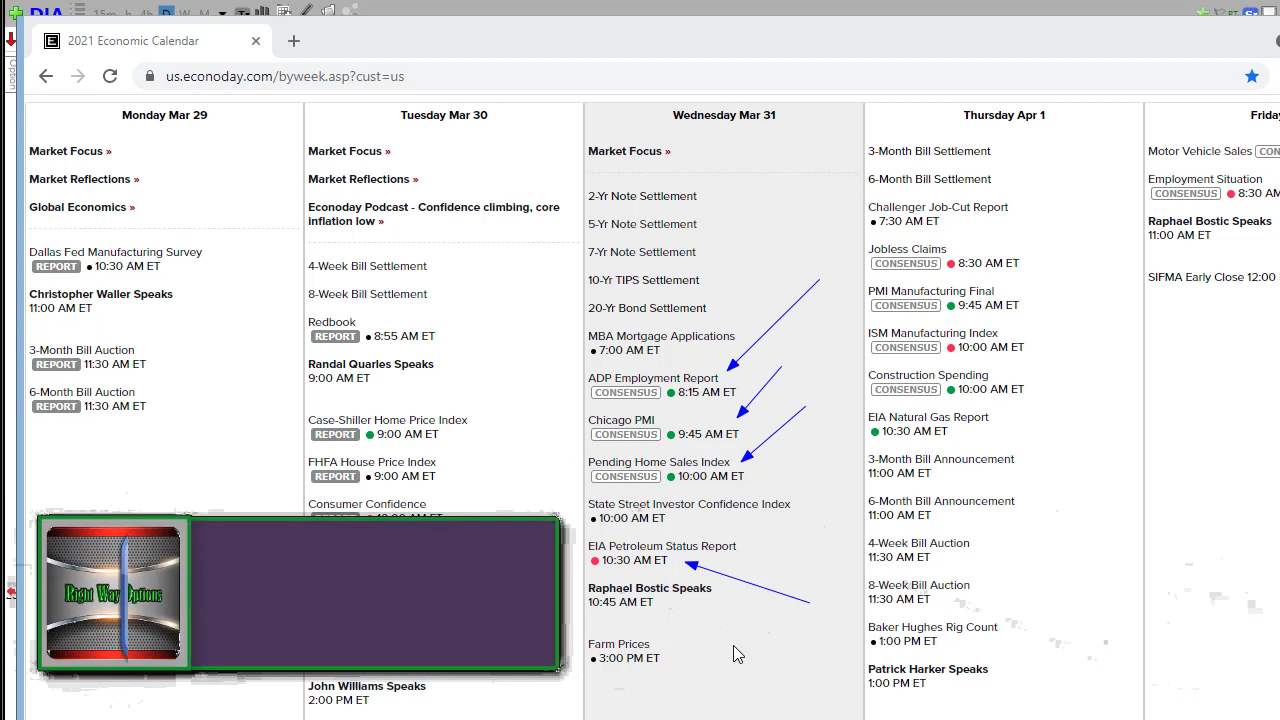 DIA
15m
4h
D
W
M
Option
2021 Economic Calendar
us.econoday.com/byweek.asp?cust=us
Monday Mar 29
Market Focus »
Market Reflections »
Global Economics »
Dallas Fed Manufacturing Survey
REPORT • 10:30 AM ET
Christopher Waller Speaks
11:00 AM ET
3-Month Bill Auction
REPORT 11:30 AM ET
6-Month Bill Auction
REPORT 11:30 AM ET
Right Way Options
Tuesday Mar 30
Market Focus »
Market Reflections »
Econoday Podcast - Confidence climbing, core
inflation low »
4-Week Bill Settlement
8-Week Bill Settlement
Redbook
REPORT • 8:55 AM ET
Randal Quarles Speaks
9:00 AM ET
Case-Shiller Home Price Index
REPORT • 9:00 AM ET
FHFA House Price Index
REPORT • 9:00 AM ET
Consumer Confidence
John Williams Speaks
2:00 PM ET
Wednesday Mar 31
Market Focus »
2-Yr Note Settlement
5-Yr Note Settlement
7-Yr Note Settlement
10-Yr TIPS Settlement
20-Yr Bond Settlement
MBA Mortgage Applications
• 7:00 AM ET
ADP Employment Report
CONSENSUS • 8:15 AM ET
Chicago PMI
CONSENSUS • 9:45 AM ET
Pending Home Sales Index
CONSENSUS • 10:00 AM ET
State Street Investor Confidence Index
• 10:00 AM ET
EIA Petroleum Status Report
• 10:30 AM ET
Raphael Bostic Speaks
10:45 AM ET
Farm Prices
• 3:00 PM ET
Thursday Apr 1
3-Month Bill Settlement
6-Month Bill Settlement
Challenger Job-Cut Report
• 7:30 AM ET
Jobless Claims
CONSENSUS • 8:30 AM ET
PMI Manufacturing Final
CONSENSUS • 9:45 AM ET
ISM Manufacturing Index
CONSENSUS • 10:00 AM ET
Construction Spending
CONSENSUS • 10:00 AM ET
EIA Natural Gas Report
• 10:30 AM ET
3-Month Bill Announcement
11:00 AM ET
6-Month Bill Announcement
11:00 AM ET
4-Week Bill Auction
11:30 AM ET
8-Week Bill Auction
11:30 AM ET
Baker Hughes Rig Count
• 1:00 PM ET
Patrick Harker Speaks
1:00 PM ET
Frida
Motor Vehicle Sales CON
Employment Situation
CONSENSUS • 8:30 AM
Raphael Bostic Speaks
11:00 AM ET
SIFMA Early Close 12:00